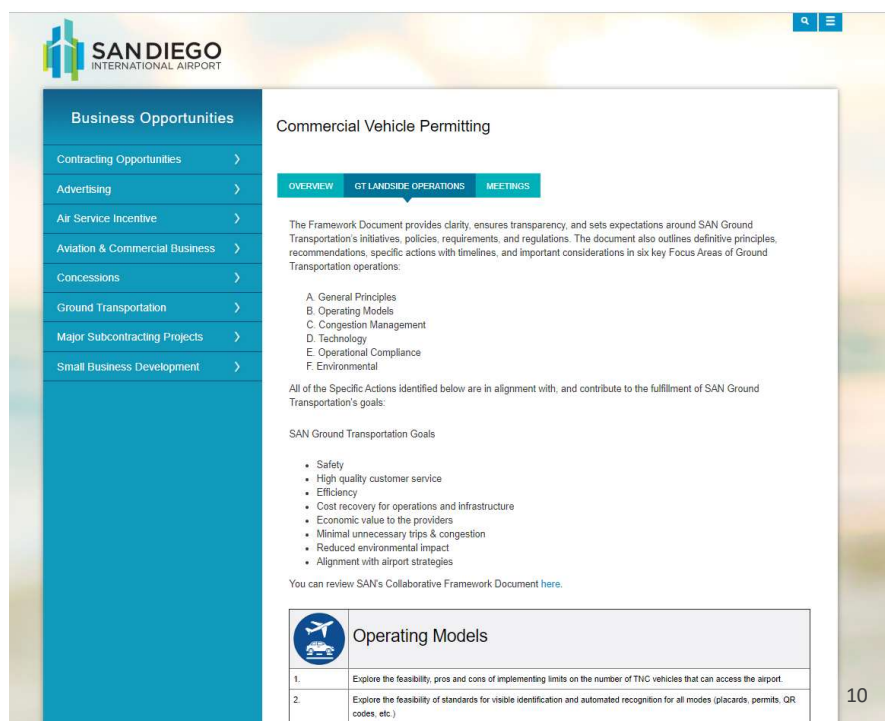 SAN DIEGO
INTERNATIONAL AIRPORT
Business Opportunities
Contracting Opportunities
Advertising
Air Service Incentive
Aviation & Commercial Business
Concessions
Ground Transportation
Major Subcontracting Projects
Small Business Development
Commercial Vehicle Permitting
OVERVIEW GT LANDSIDE OPERATIONS MEETINGS
The Framework Document provides clarity, ensures transparency, and sets expectations around SAN Ground
Transportation's initiatives, policies, requirements, and regulations. The document also outlines definitive principles,
recommendations, specific actions with timelines, and important considerations in six key Focus Areas of Ground
Transportation operations:
A. General Principles
B. Operating Models
C. Congestion Management
D. Technology
E. Operational Compliance
F. Environmental
All of the Specific Actions identified below are in alignment with, and contribute to the fulfillment of SAN Ground
Transportation's goals:
SAN Ground Transportation Goals
• Safety
• High quality customer service
• Efficiency
• Cost recovery for operations and infrastructure
• Economic value to the providers
• Minimal unnecessary trips & congestion
• Reduced environmental impact
• Alignment with airport strategies
You can review SAN's Collaborative Framework Document here.
Operating Models
1. Explore the feasibility, pros and cons of implementing limits on the number of TNC vehicles that can access the airport.
2. Explore the feasibility of standards for visible identification and automated recognition for all modes (placards, permits, QR
codes, etc.)
10